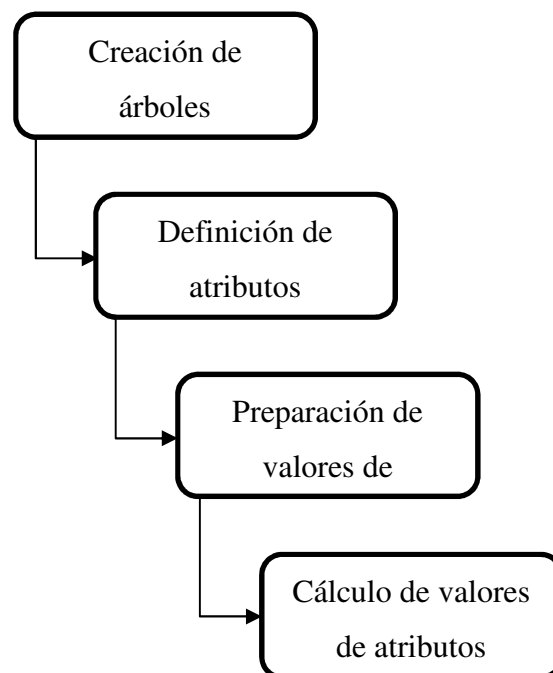 Creación de
árboles
Definición de
atributos
Preparación de
valores de
Cálculo de valores
de atributos